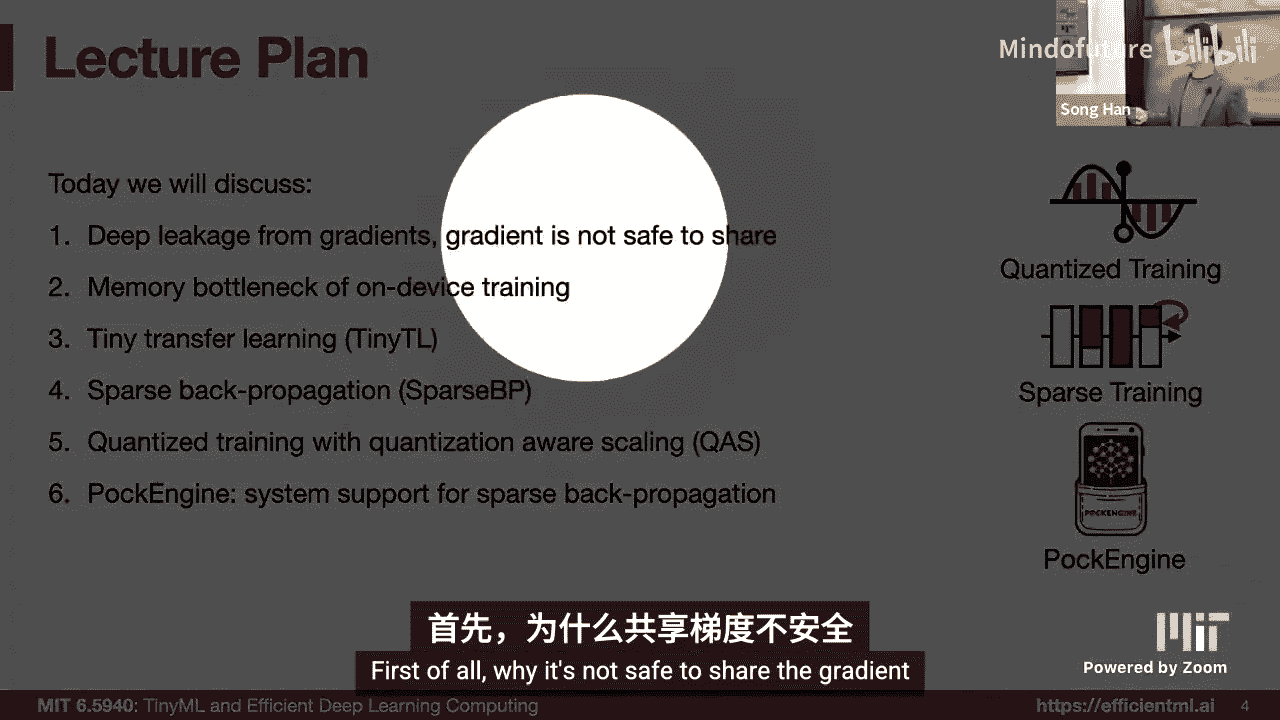 Lecture Plan
Mindofuture bilibili
Song Han
Today we will discuss:
1. Deep leakage from gradients, gradient is not safe to share
2. Memory bottleneck of on-device training
3. Tiny transfer learning (TinyTL)
4. Sparse back-propagation (SparseBP)
5. Quantized training with quantization aware scaling (QAS)
6. PockEngine: system support for sparse back-propagation
Quantized Training
Sparse Training
POCKENGINE
PockEngine
首先，为什么共享梯度不安全
First of all, why it's not safe to share the gradient
MIT
Powered by Zoom
MIT 6.5940: TinyML and Efficient Deep Learning Computing
https://efficientml.ai
4